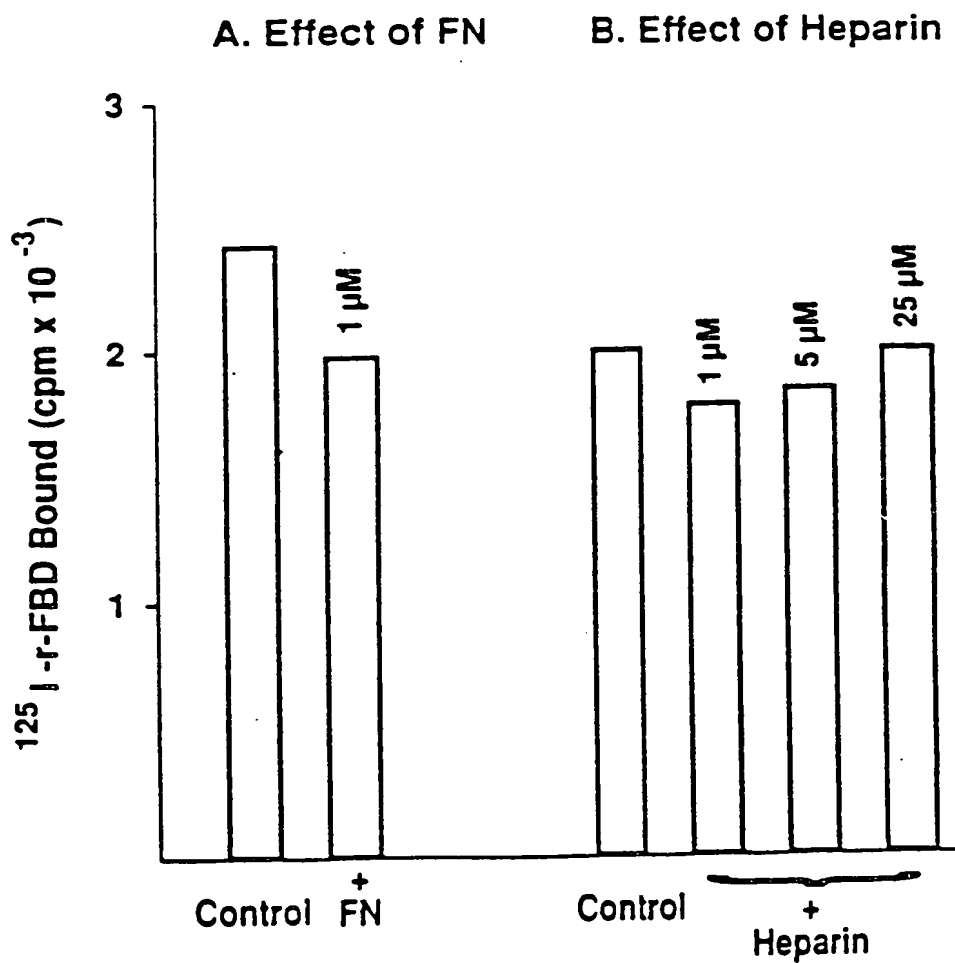 A. Effect of FN
B. Effect of Heparin
125I-r-FBD Bound (cpm x 10-3)
3
2
1
1 µM
1 µM
5 µM
25 µM
Control
+
FN
Control
+
Heparin